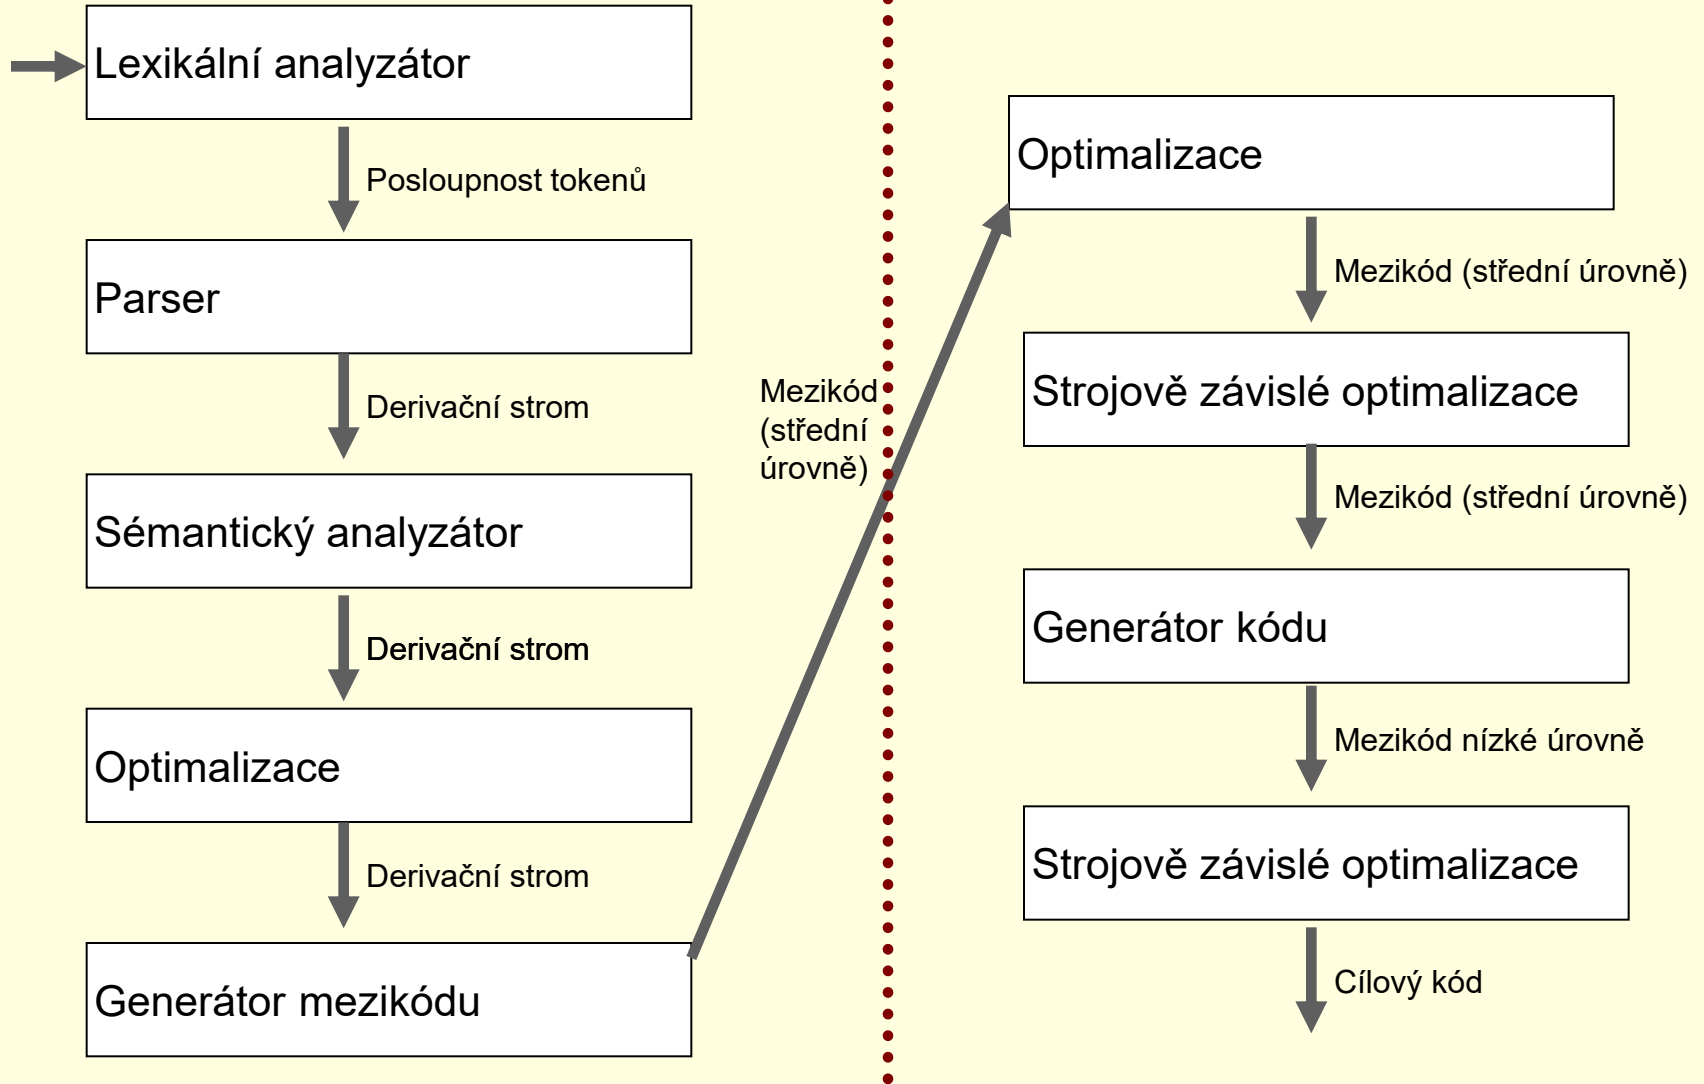 Lexikální analyzátor
Posloupnost tokenů
Parser
Derivační strom
Sémantický analyzátor
Derivační strom
Optimalizace
Derivační strom
Generátor mezikódu
Mezikód
(střední
úrovně)
Optimalizace
Mezikód (střední úrovně)
Strojově závislé optimalizace
Mezikód (střední úrovně)
Generátor kódu
Mezikód nízké úrovně
Strojově závislé optimalizace
Cílový kód